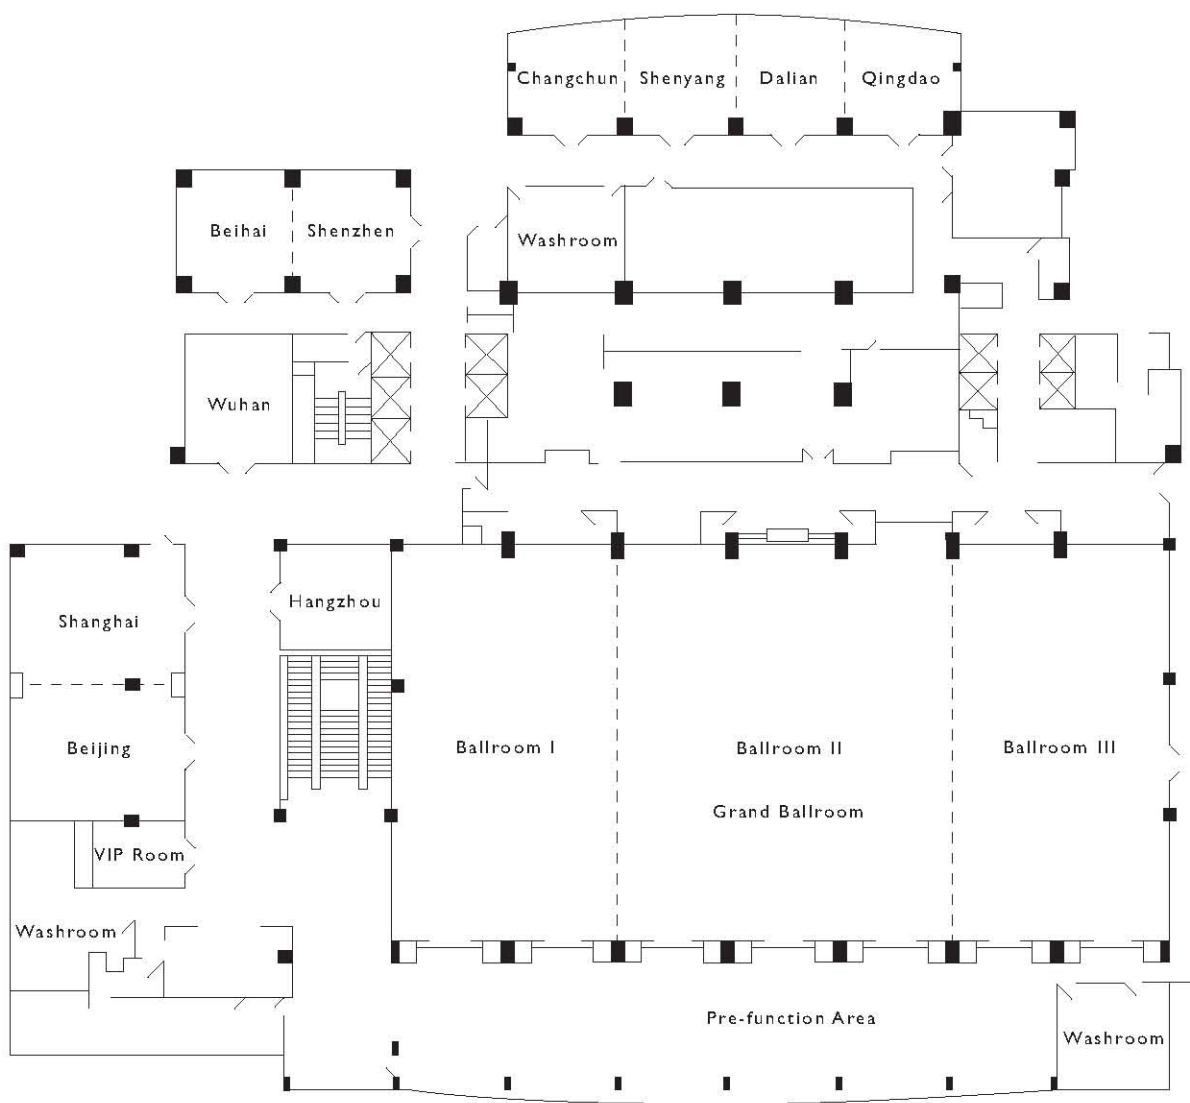 Changchun
Shenyang
Dalian
Qingdao
Beihai
Shenzhen
Washroom
Wuhan
Hangzhou
Shanghai
Beijing
Ballroom I
Ballroom II
Ballroom III
Grand Ballroom
VIP Room
Washroom
Pre-function Area
Washroom